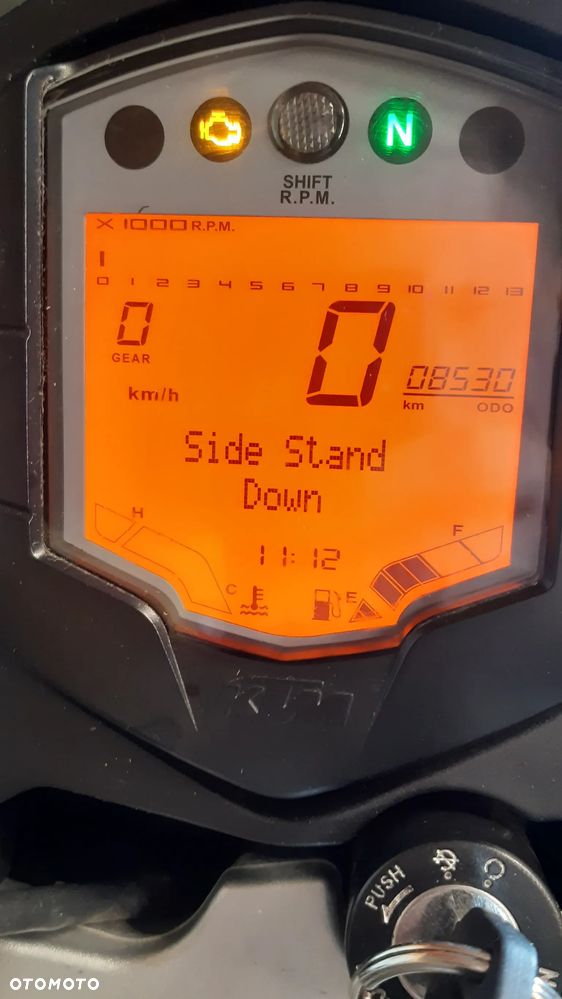 N
SHIFT
R.P.M.
X 1000 R.P.M.
0 1 2 3 4 5 6 7 8 9 10 11 12 13
0
GEAR
0
08530
km/h
km ODO
Side Stand
Down
H
F
11:12
C
E
KTM
PUSH
OTOMOTO